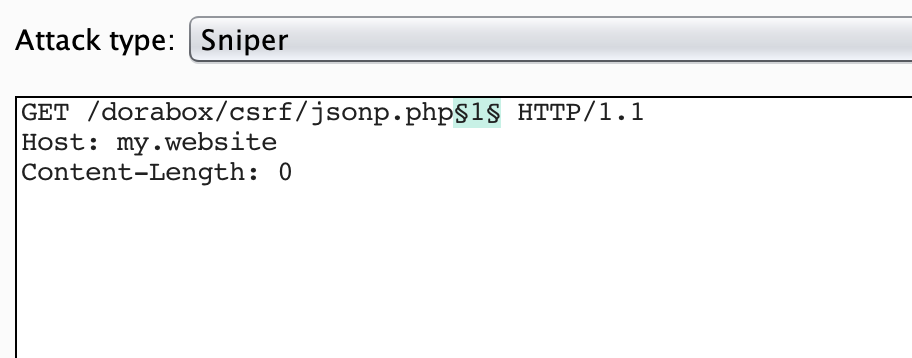 Attack type: Sniper
GET /dorabox/csrf/jsonp.php§1§ HTTP/1.1
Host: my.website
Content-Length: 0